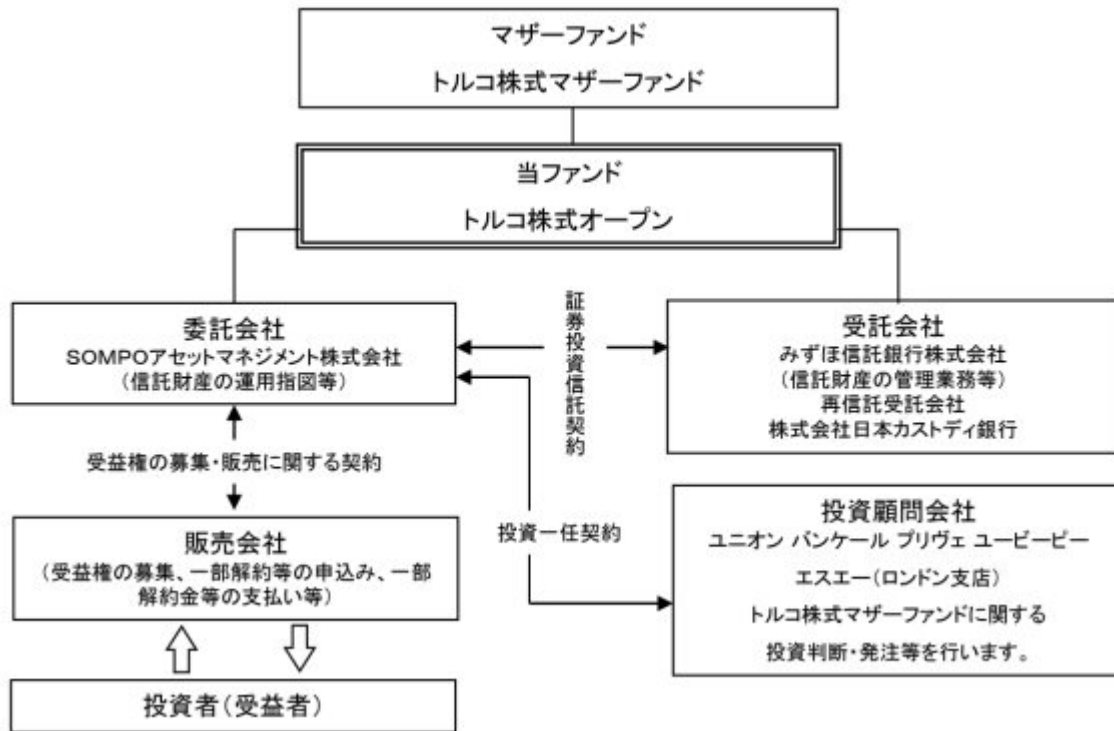 マザーファンド
トルコ株式マザーファンド
当ファンド
トルコ株式オープン
委託会社
SOMPOアセットマネジメント株式会社
(信託財産の運用指図等)
証券投資信託契約
受託会社
みずほ信託銀行株式会社
(信託財産の管理業務等)
再信託受託会社
株式会社日本カストディ銀行
受益権の募集・販売に関する契約
投資一任契約
販売会社
(受益権の募集、一部解約等の申込み、一部
解約金等の支払い等)
投資顧問会社
ユニオン バンケール プリヴェ ユービーピー
エスエー(ロンドン支店)
トルコ株式マザーファンドに関する
投資判断・発注等を行います。
投資者(受益者)